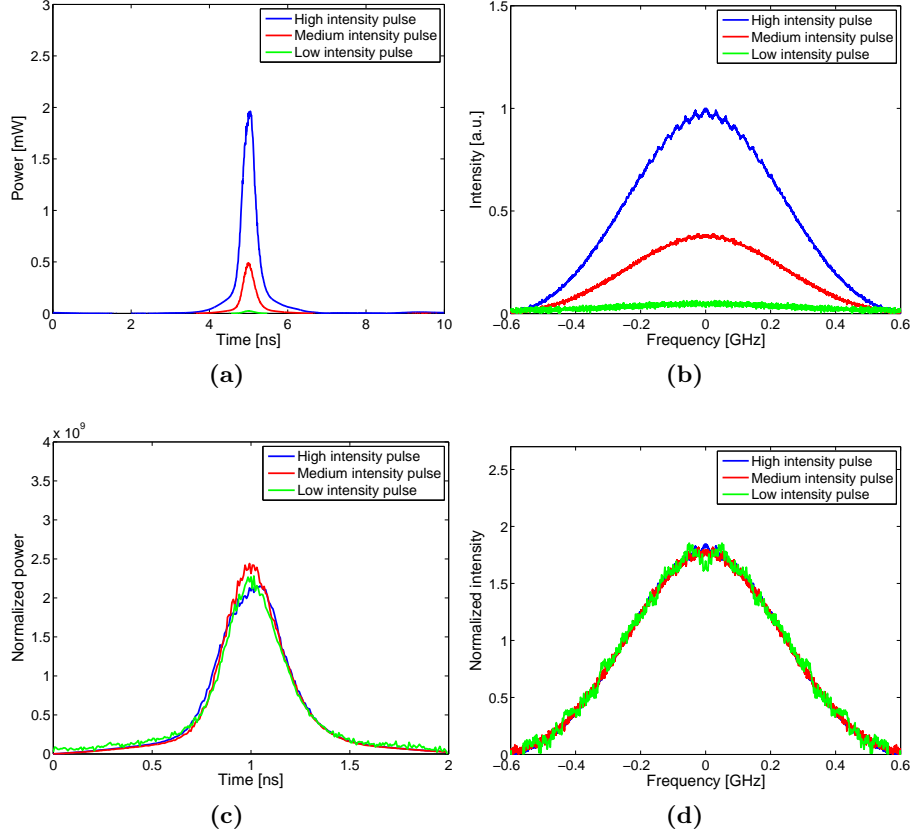 3
2.5
2
1.5
1
0.5
0
Power [mW]
High intensity pulse
Medium intensity pulse
Low intensity pulse
0 2 4 6 8 10
Time [ns]
(a)
1.5
1
0.5
0
Intensity [a.u.]
High intensity pulse
Medium intensity pulse
Low intensity pulse
−0.6 −0.4 −0.2 0 0.2 0.4 0.6
Frequency [GHz]
(b)
4 x 10^9
3.5
3
2.5
2
1.5
1
0.5
0
Normalized power
High intensity pulse
Medium intensity pulse
Low intensity pulse
0 0.5 1 1.5 2
Time [ns]
(c)
2.5
2
1.5
1
0.5
0
Normalized intensity
High intensity pulse
Medium intensity pulse
Low intensity pulse
−0.6 −0.4 −0.2 0 0.2 0.4 0.6
Frequency [GHz]
(d)